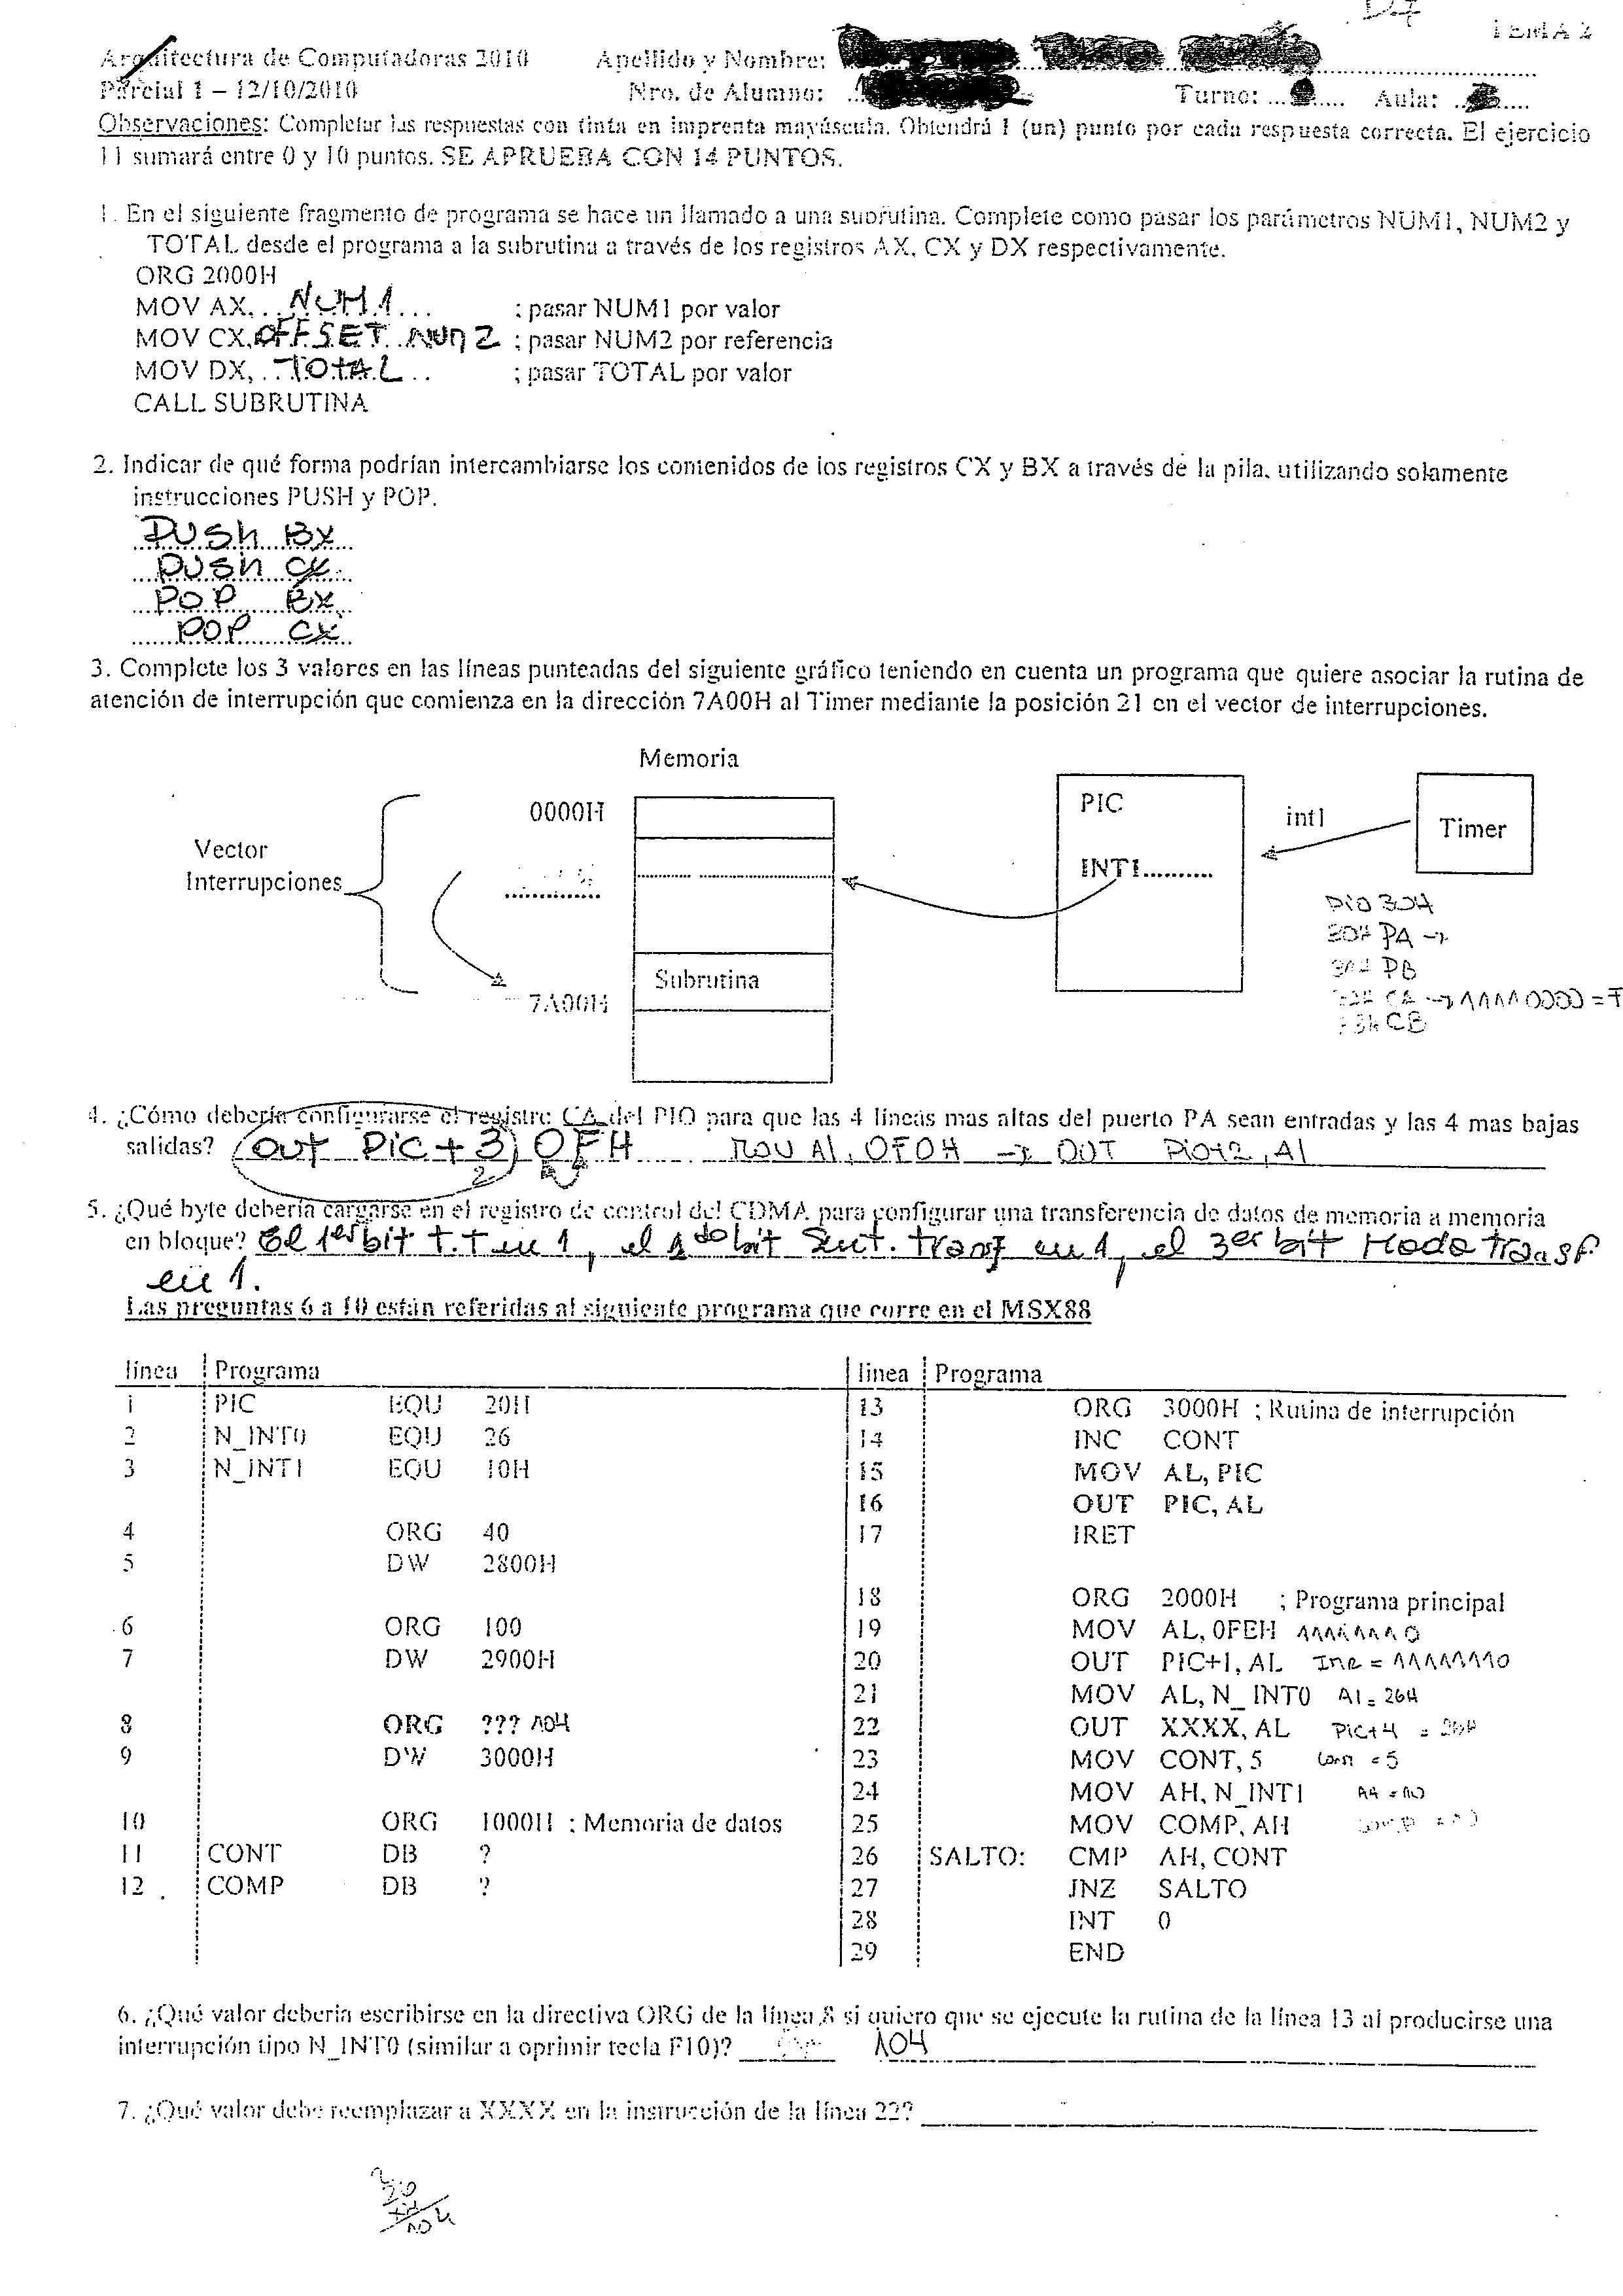 TEMA 2
Arquitectura de Computadoras 2010 Apellido y Nombre:
Parcial 1 – 12/10/2010 Nro. de Alumno: Turno: Aula:
Observaciones: Completar las respuestas con tinta en imprenta mayúscula. Obtendrá 1 (un) punto por cada respuesta correcta. El ejercicio
11 sumará entre 0 y 10 puntos. SE APRUEBA CON 14 PUNTOS.
1. En el siguiente fragmento de programa se hace un llamado a una subrutina. Complete como pasar los parámetros NUM1, NUM2 y
TOTAL desde el programa a la subrutina a través de los registros AX, CX y DX respectivamente.
ORG 2000H
MOV AX, NUM1 ; pasar NUM1 por valor
MOV CX, OFFSET NUM2 ; pasar NUM2 por referencia
MOV DX, TOTAL ; pasar TOTAL por valor
CALL SUBRUTINA
2. Indicar de qué forma podrían intercambiarse los contenidos de los registros CX y BX a través de la pila, utilizando solamente
instrucciones PUSH y POP.
PUSH BX
PUSH CX
POP BX
POP CX
3. Complete los 3 valores en las líneas punteadas del siguiente gráfico teniendo en cuenta un programa que quiere asociar la rutina de
atención de interrupción que comienza en la dirección 7A00H al Timer mediante la posición 21 en el vector de interrupciones.
Memoria
0000H PIC int1 Timer
Vector
Interrupciones INT1..........
PIO 30H
30H PA →
PB
Subrutina
7A00H CA → 11110000 = F
CB
4. ¿Cómo debería configurarse el registro CA del PIO para que las 4 líneas mas altas del puerto PA sean entradas y las 4 mas bajas
salidas? OUT PIC+3, 0FH MOV Al, 0F0H → OUT PIO+2, Al
2
5. ¿Qué byte debería cargarse en el registro de control del CDMA para configurar una transferencia de datos de memoria a memoria
en bloque? El 1er bit t.t en 1, el 2do bit Sent. transf en 1, el 3er bit Modo transf
en 1.
Las preguntas 6 a 10 están referidas al siguiente programa que corre en el MSX88
línea Programa
1 PIC EQU 20H
2 N_INT0 EQU 26
3 N_INT1 EQU 10H
4 ORG 40
5 DW 2800H
6 ORG 100
7 DW 2900H
8 ORG ??? 104
9 DW 3000H
10 ORG 1000H ; Memoria de datos
11 CONT DB ?
12 COMP DB ?
linea Programa
13 ORG 3000H ; Rutina de interrupción
14 INC CONT
15 MOV AL, PIC
16 OUT PIC, AL
17 IRET
18 ORG 2000H ; Programa principal
19 MOV AL, 0FEH 11111110
20 OUT PIC+1, AL = 11111110
21 MOV AL, N_INT0 Al = 26H
22 OUT XXXX, AL Pic+4 = 26H
23 MOV CONT, 5 Cont = 5
24 MOV AH, N_INT1 AH = 10
25 MOV COMP, AH
26 SALTO: CMP AH, CONT
27 JNZ SALTO
28 INT 0
29 END
6. ¿Qué valor debería escribirse en la directiva ORG de la línea 8 si quiero que se ejecute la rutina de la línea 13 al producirse una
interrupción tipo N_INT0 (similar a oprimir tecla F10)? 104
7. ¿Qué valor debe reemplazar a XXXX en la instrucción de la línea 22?
104